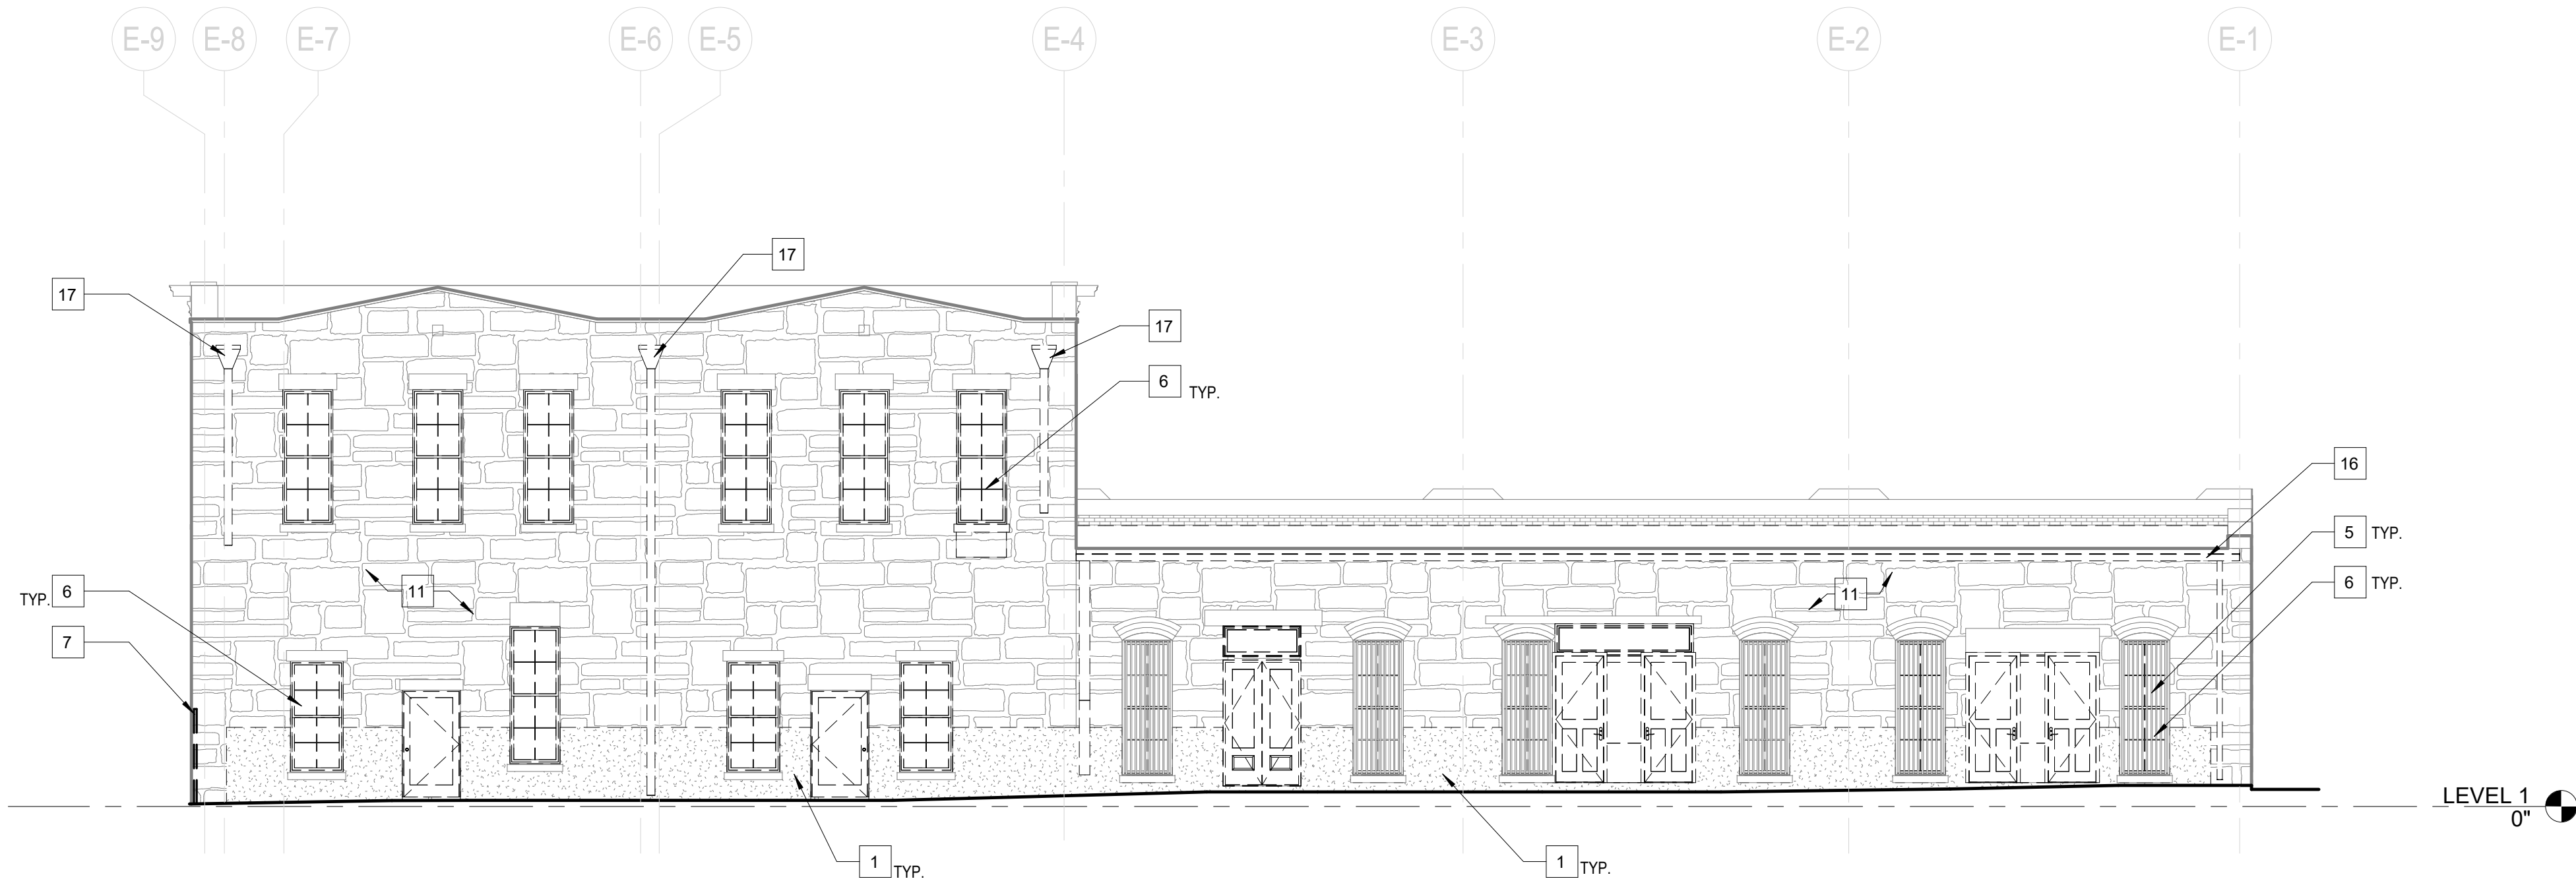 E-9 E-8 E-7 E-6 E-5 E-4 E-3 E-2 E-1
17
17
17
6 TYP.
16
5 TYP.
6 TYP.
TYP. 6
11
11
7
LEVEL 1
0"
1 TYP.
1 TYP.